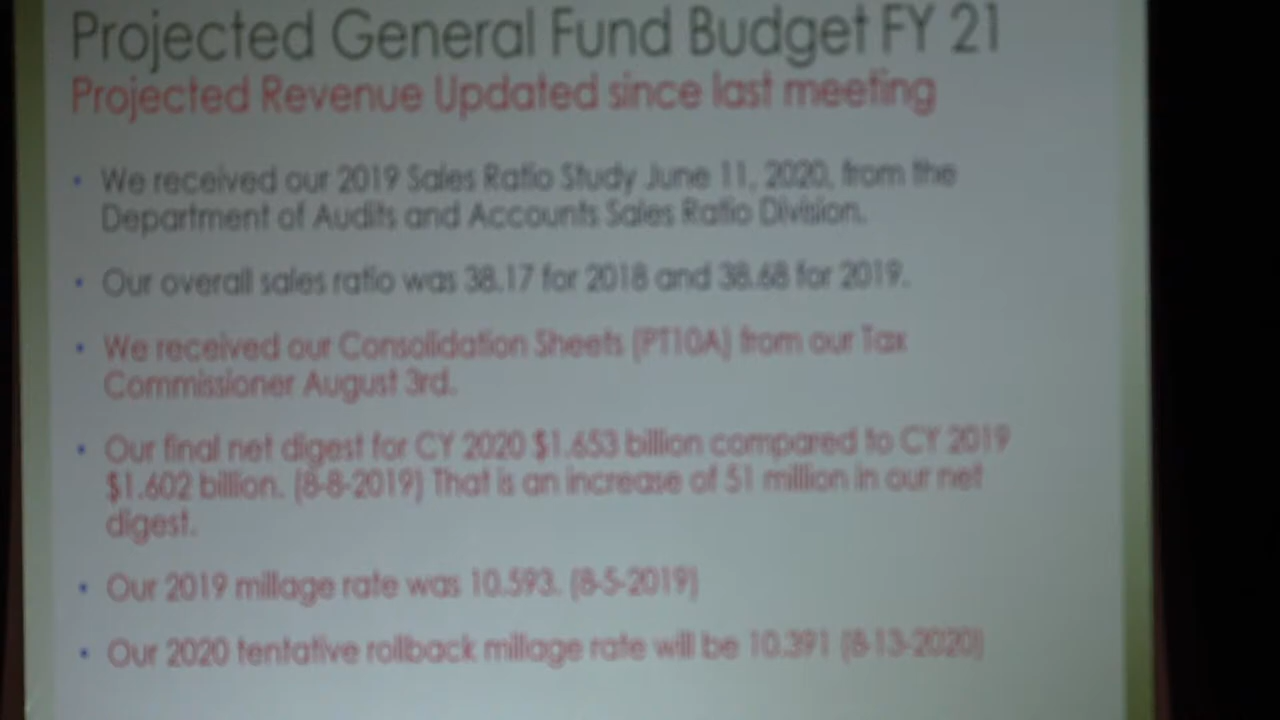 Projected General Fund Budget FY 21
Projected Revenue Updated since last meeting
• We received our 2019 Sales Ratio Study June 11, 2020, from the
Department of Audits and Accounts Sales Ratio Division.
• Our overall sales ratio was 38.17 for 2018 and 38.68 for 2019.
• We received our Consolidation Sheets (PT10A) from our Tax
Commissioner August 3rd.
• Our final net digest for CY 2020 $1.653 billion compared to CY 2019
$1.602 billion. (8-8-2019) That is an increase of 51 million in our net
digest.
• Our 2019 millage rate was 10.593. (8-5-2019)
• Our 2020 tentative rollback millage rate will be 10.391 (8-13-2020)